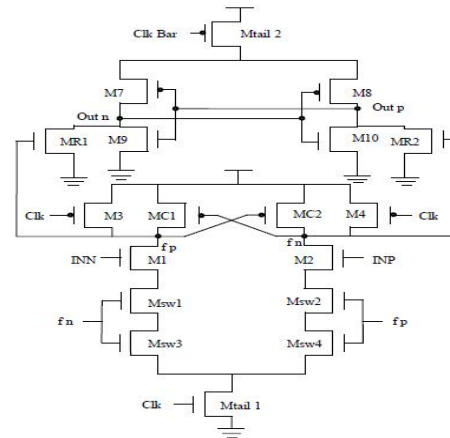 Clk Bar
Mtail 2
M7
M8
Out n
Out p
MR1
M9
M10
MR2
Clk
M3
MC1
MC2
M4
Clk
f p
f n
INN
M1
M2
INP
Msw1
Msw2
f n
f p
Msw3
Msw4
Clk
Mtail 1